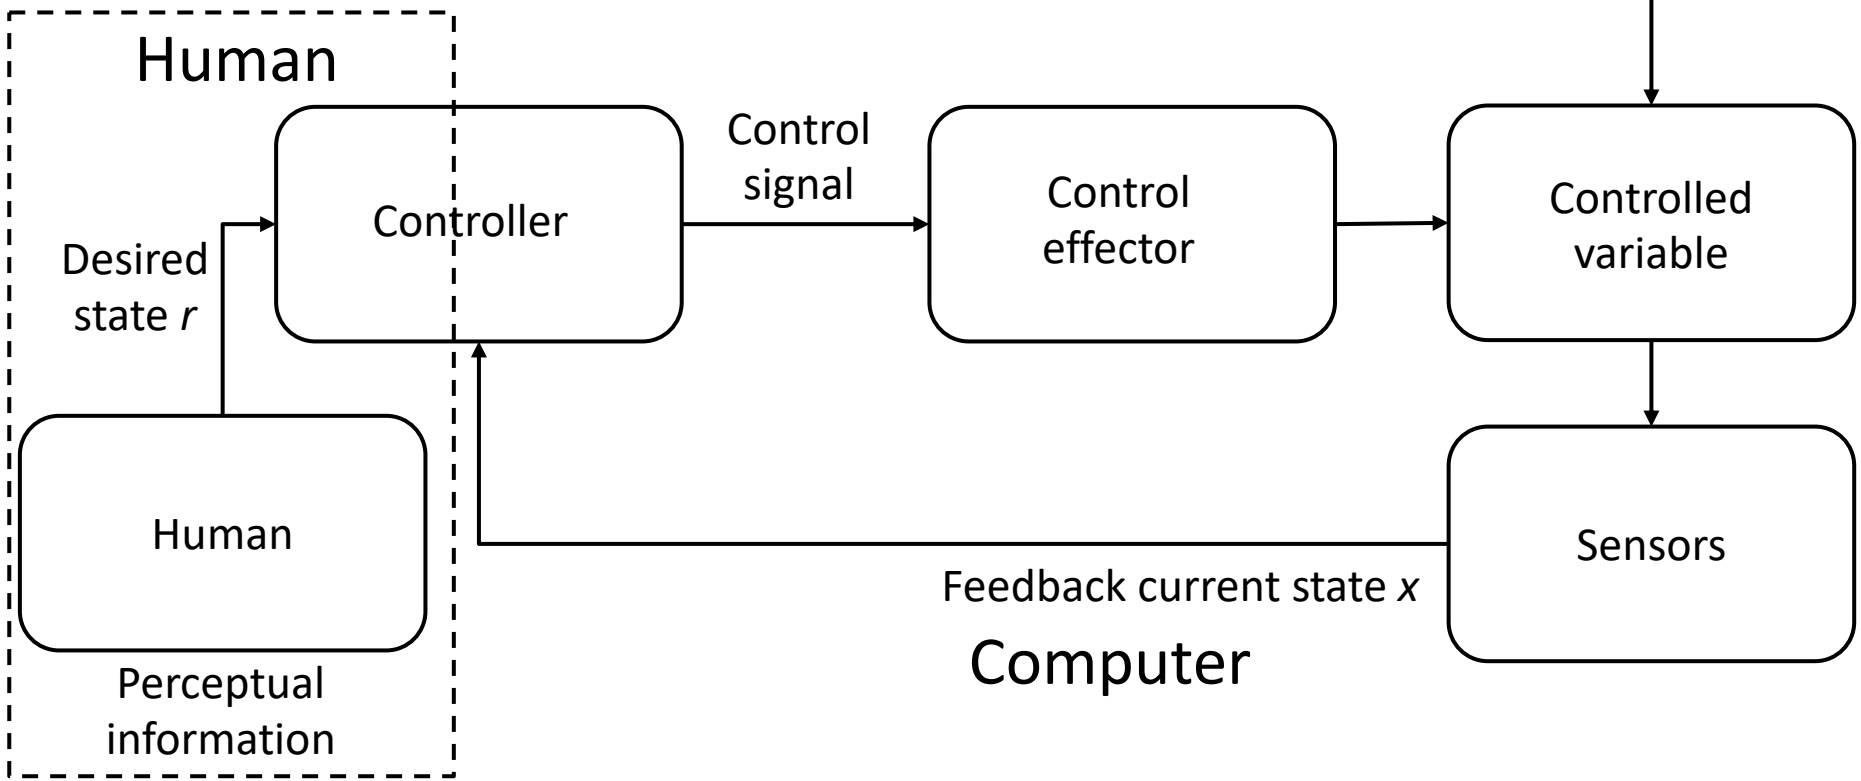 Human
Controller
Control
signal
Control
effector
Controlled
variable
Desired
state r
Human
Perceptual
information
Sensors
Feedback current state x
Computer